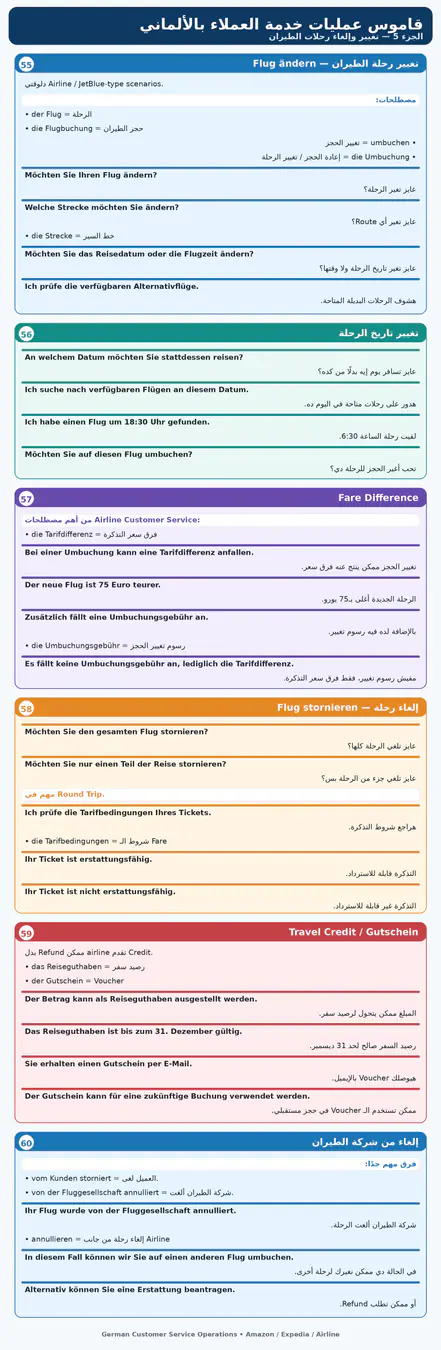 قاموس عمليات خدمة العملاء بالألماني
الجزء 5 — تغيير وإلغاء رحلات الطيران
55
تغيير رحلة الطيران — Flug ändern
دلوقتي Airline / JetBlue-type scenarios.
مصطلحات:
• der Flug = الرحلة
• die Flugbuchung = حجز الطيران
• umbuchen = تغيير الحجز
• die Umbuchung = إعادة الحجز / تغيير الرحلة
Möchten Sie Ihren Flug ändern?
عايز تغير الرحلة؟
Welche Strecke möchten Sie ändern?
عايز تغير أي Route؟
• die Strecke = خط السير
Möchten Sie das Reisedatum oder die Flugzeit ändern?
عايز تغير تاريخ الرحلة ولا وقتها؟
Ich prüfe die verfügbaren Alternativflüge.
هشوف الرحلات البديلة المتاحة.
56
تغيير تاريخ الرحلة
An welchem Datum möchten Sie stattdessen reisen?
عايز تسافر يوم إيه بدلًا من كده؟
Ich suche nach verfügbaren Flügen an diesem Datum.
هدور على رحلات متاحة في اليوم ده.
Ich habe einen Flug um 18:30 Uhr gefunden.
لقيت رحلة الساعة 6:30.
Möchten Sie auf diesen Flug umbuchen?
تحب أغير الحجز للرحلة دي؟
57
Fare Difference
من أهم مصطلحات Airline Customer Service:
• die Tarifdifferenz = فرق سعر التذكرة
Bei einer Umbuchung kann eine Tarifdifferenz anfallen.
تغيير الحجز ممكن ينتج عنه فرق سعر.
Der neue Flug ist 75 Euro teurer.
الرحلة الجديدة أغلى بـ75 يورو.
Zusätzlich fällt eine Umbuchungsgebühr an.
بالإضافة لده فيه رسوم تغيير.
• die Umbuchungsgebühr = رسوم تغيير الحجز
Es fällt keine Umbuchungsgebühr an, lediglich die Tarifdifferenz.
مفيش رسوم تغيير، فقط فرق سعر التذكرة.
58
إلغاء رحلة — Flug stornieren
Möchten Sie den gesamten Flug stornieren?
عايز تلغي الرحلة كلها؟
Möchten Sie nur einen Teil der Reise stornieren?
عايز تلغي جزء من الرحلة بس؟
مهم في Round Trip.
Ich prüfe die Tarifbedingungen Ihres Tickets.
هراجع شروط التذكرة.
• die Tarifbedingungen = شروط الـ Fare
Ihr Ticket ist erstattungsfähig.
التذكرة قابلة للاسترداد.
Ihr Ticket ist nicht erstattungsfähig.
التذكرة غير قابلة للاسترداد.
59
Travel Credit / Gutschein
بدل Refund ممكن airline تقدم Credit.
• das Reiseguthaben = رصيد سفر
• der Gutschein = Voucher
Der Betrag kann als Reiseguthaben ausgestellt werden.
المبلغ ممكن يتحول لرصيد سفر.
Das Reiseguthaben ist bis zum 31. Dezember gültig.
رصيد السفر صالح لحد 31 ديسمبر.
Sie erhalten einen Gutschein per E-Mail.
هيوصلك Voucher بالإيميل.
Der Gutschein kann für eine zukünftige Buchung verwendet werden.
ممكن تستخدم الـ Voucher في حجز مستقبلي.
60
إلغاء من شركة الطيران
فرق مهم جدًا:
• vom Kunden storniert = العميل لغى.
• von der Fluggesellschaft annulliert = شركة الطيران ألغت.
Ihr Flug wurde von der Fluggesellschaft annulliert.
شركة الطيران ألغت الرحلة.
• annullieren = إلغاء رحلة من جانب Airline
In diesem Fall können wir Sie auf einen anderen Flug umbuchen.
في الحالة دي ممكن نغيرك لرحلة أخرى.
Alternativ können Sie eine Erstattung beantragen.
أو ممكن تطلب Refund.
German Customer Service Operations • Amazon / Expedia / Airline